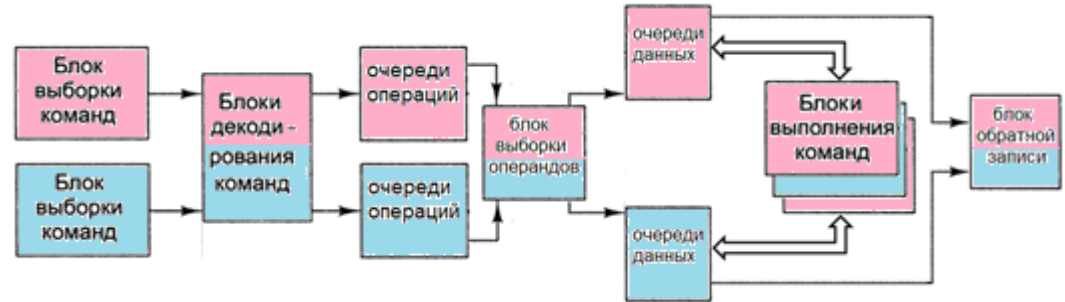 Блок
выборки
команд
Блок
выборки
команд
Блоки
декоди -
рования
команд
очереди
операций
очереди
операций
блок
выборки
операндов
очереди
данных
очереди
данных
Блоки
выполнения
команд
блок
обратной
записи